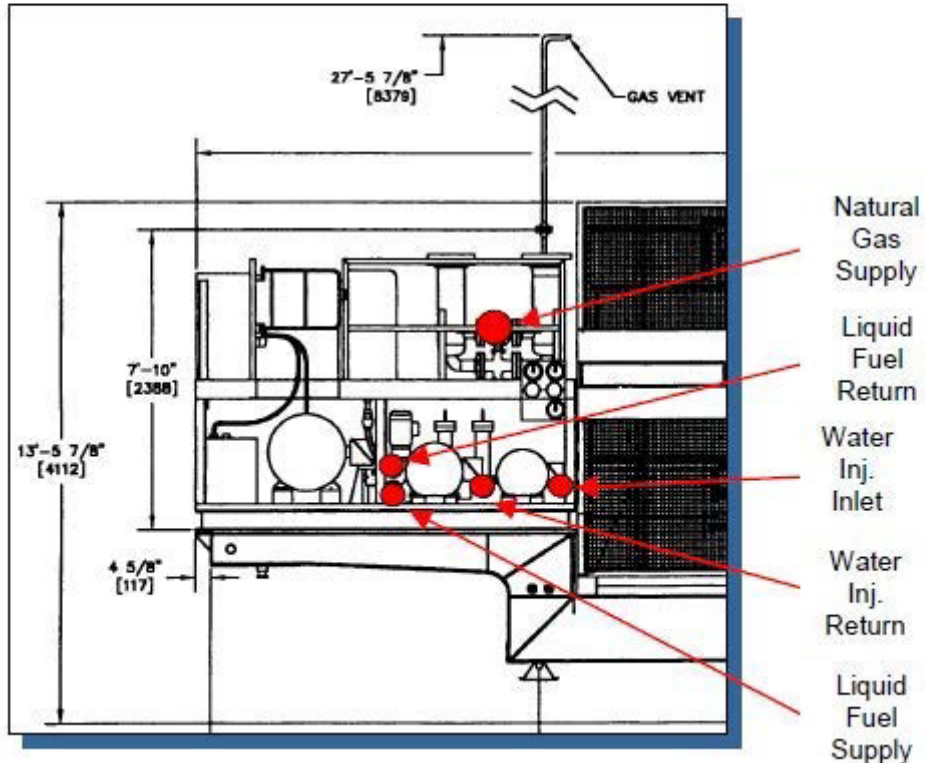 27'-5 7/8"
[8379]
GAS VENT
Natural
Gas
Supply
Liquid
Fuel
Return
7'-10"
[2388]
13'-5 7/8"
[4112]
Water
Inj.
Inlet
4 5/8"
[117]
Water
Inj.
Return
Liquid
Fuel
Supply